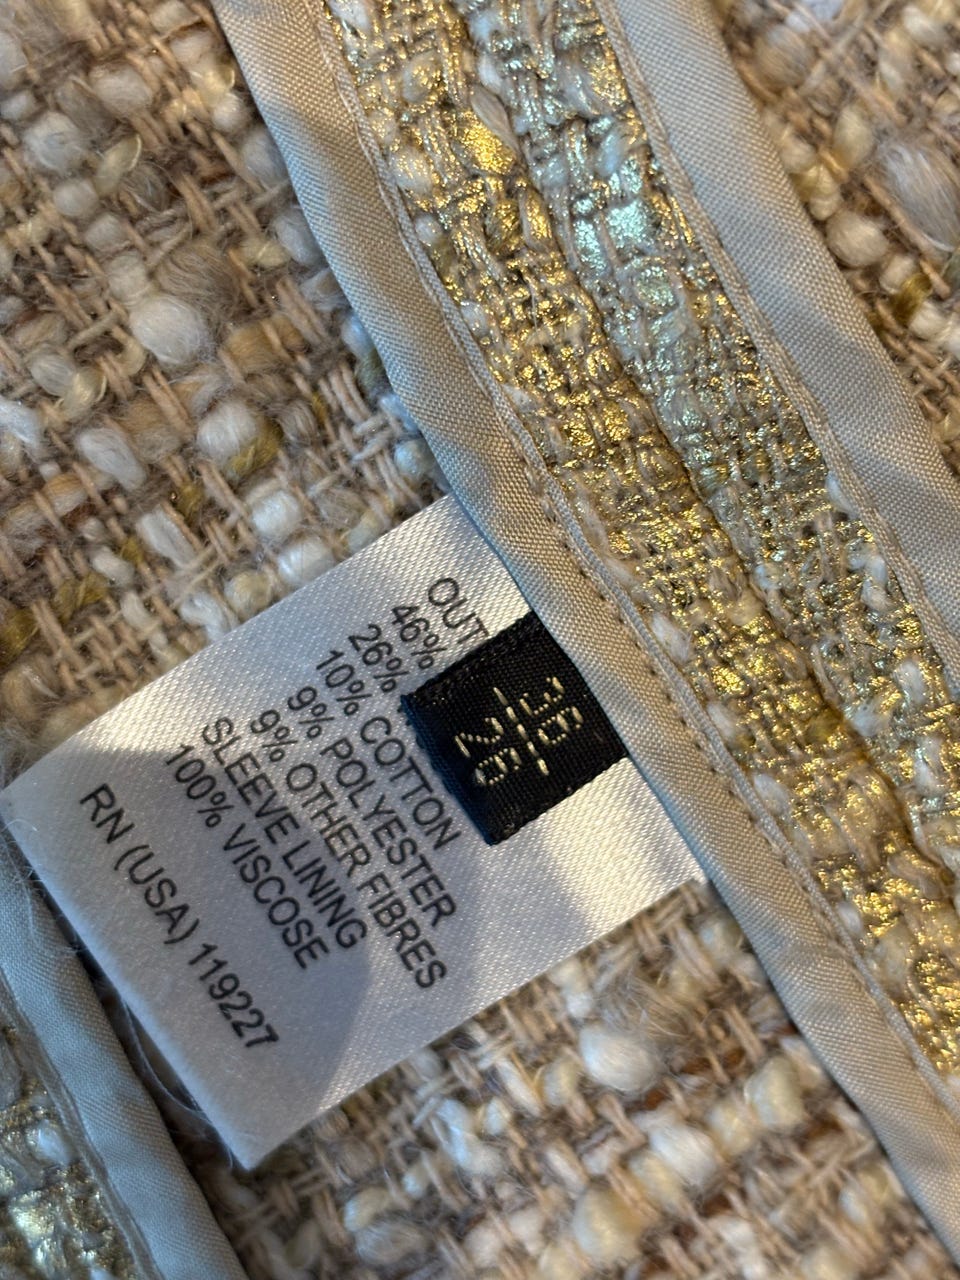 OUT
46%
26%
10% COTTON
9% POLYESTER
9% OTHER FIBRES
SLEEVE LINING
100% VISCOSE
RN (USA) 119227